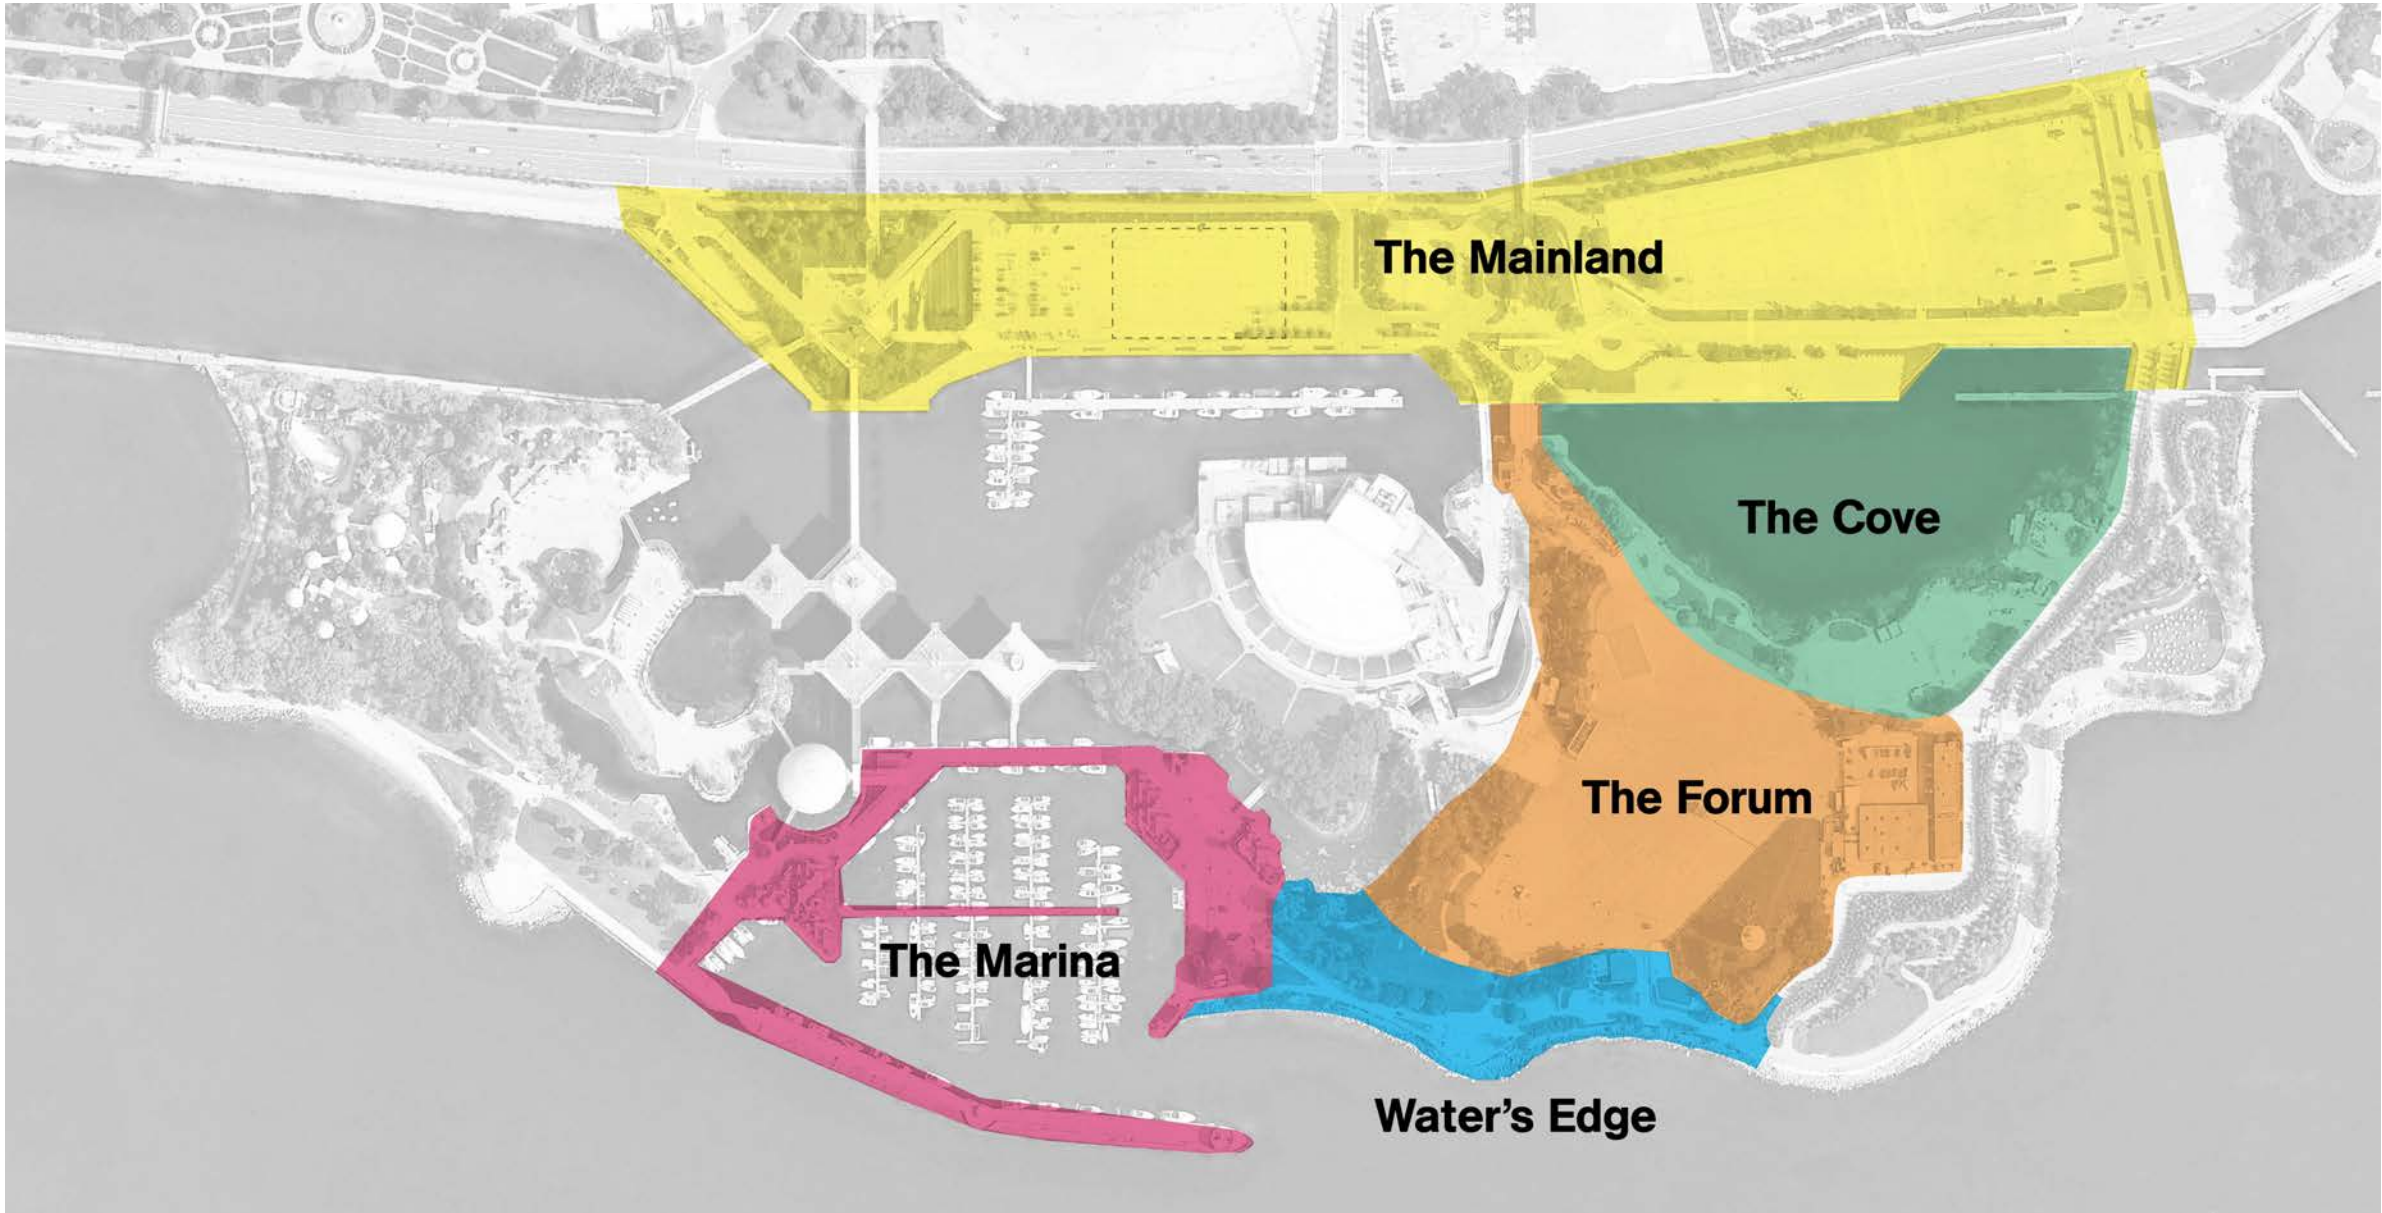 The Mainland
The Cove
The Forum
The Marina
Water’s Edge